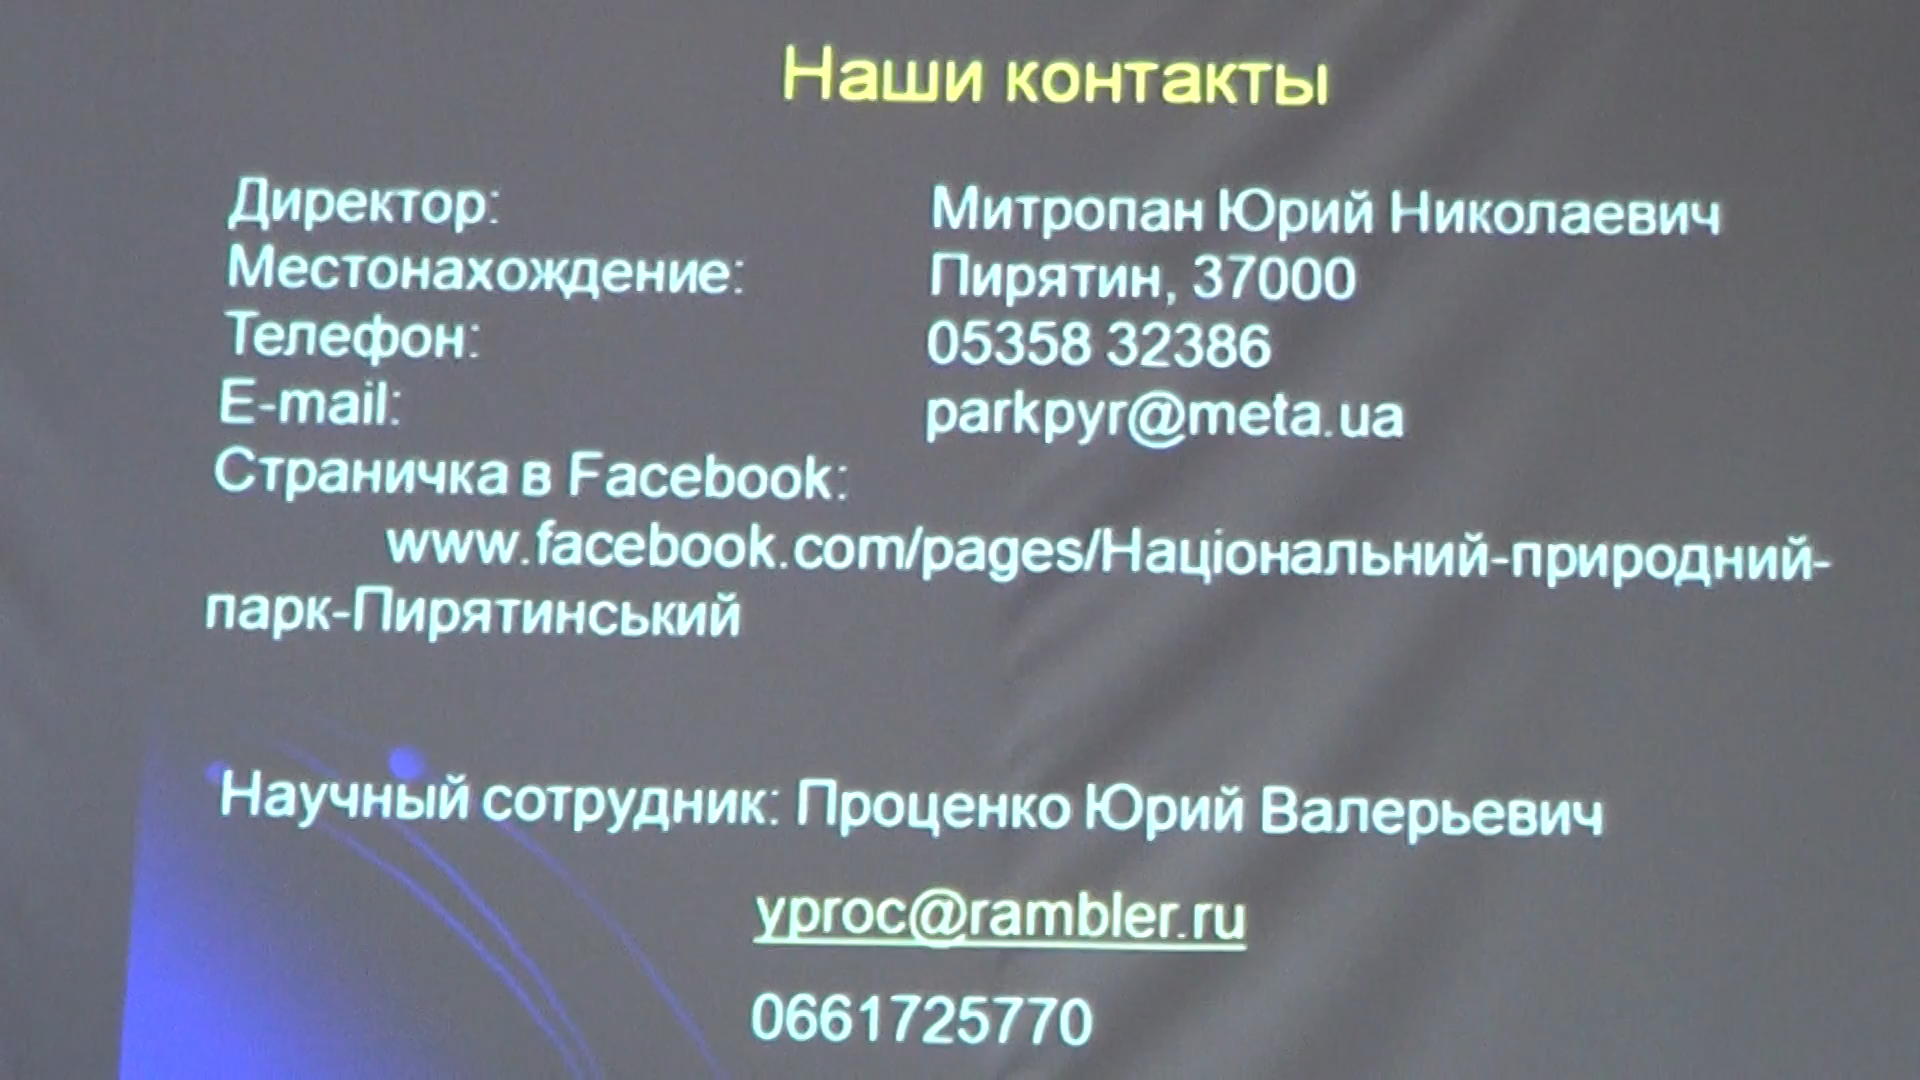 Наши контакты
Директор: Митропан Юрий Николаевич
Местонахождение: Пирятин, 37000
Телефон: 05358 32386
E-mail: parkpyr@meta.ua
Страничка в Facebook:
www.facebook.com/pages/Національний-природний-
парк-Пирятинський
Научный сотрудник: Проценко Юрий Валерьевич
yproc@rambler.ru
0661725770